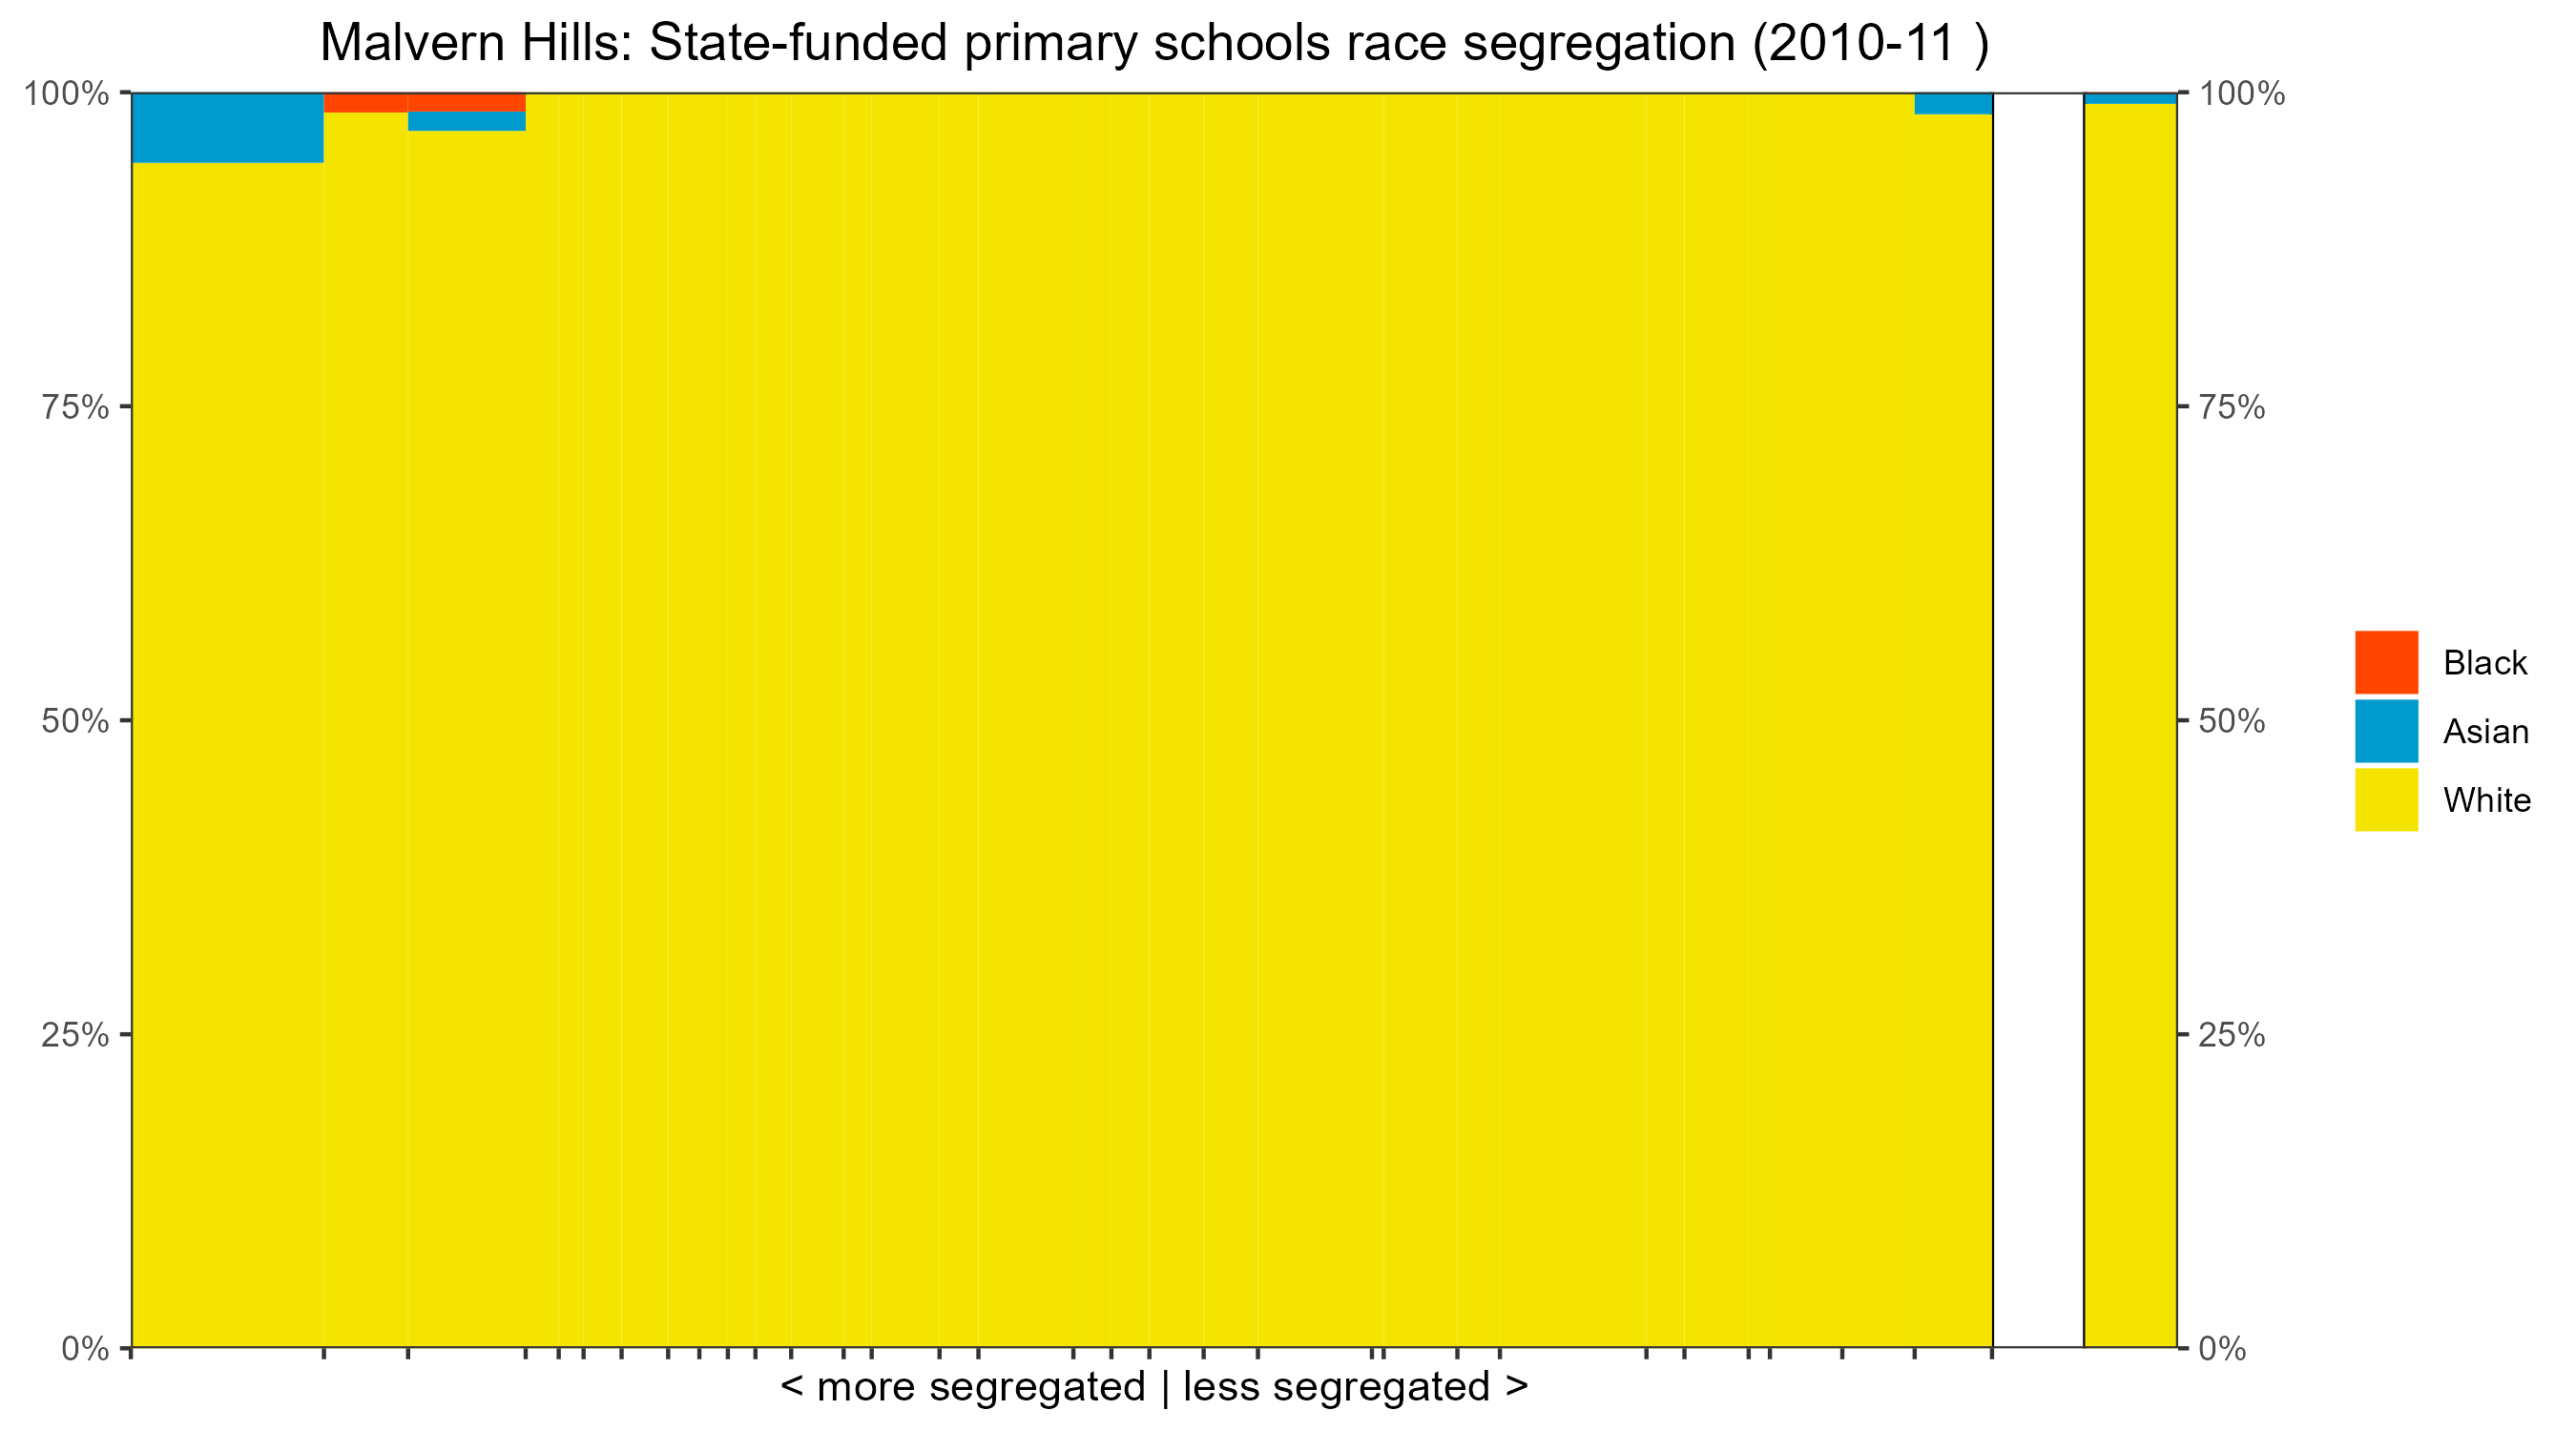 Malvern Hills: State-funded primary schools race segregation (2010-11 )
100%
75%
50%
25%
0%
100%
75%
50%
25%
0%
Black
Asian
White
< more segregated | less segregated >